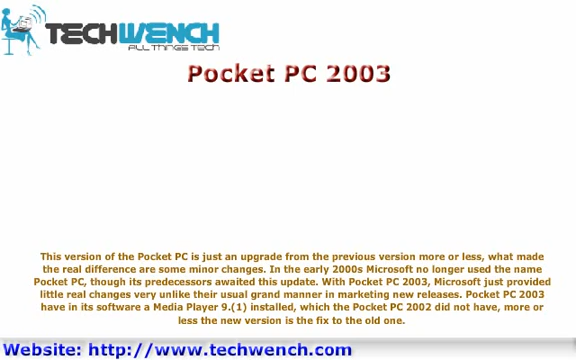 TECHWENCH
ALL THINGS TECH
Pocket PC 2003
This version of the Pocket PC is just an upgrade from the previous version more or less, what made
the real difference are some minor changes. In the early 2000s Microsoft no longer used the name
Pocket PC, though its predecessors awaited this update. With Pocket PC 2003, Microsoft just provided
little real changes very unlike their usual grand manner in marketing new releases. Pocket PC 2003
have in its software a Media Player 9.(1) installed, which the Pocket PC 2002 did not have, more or
less the new version is the fix to the old one.
Website: http://www.techwench.com